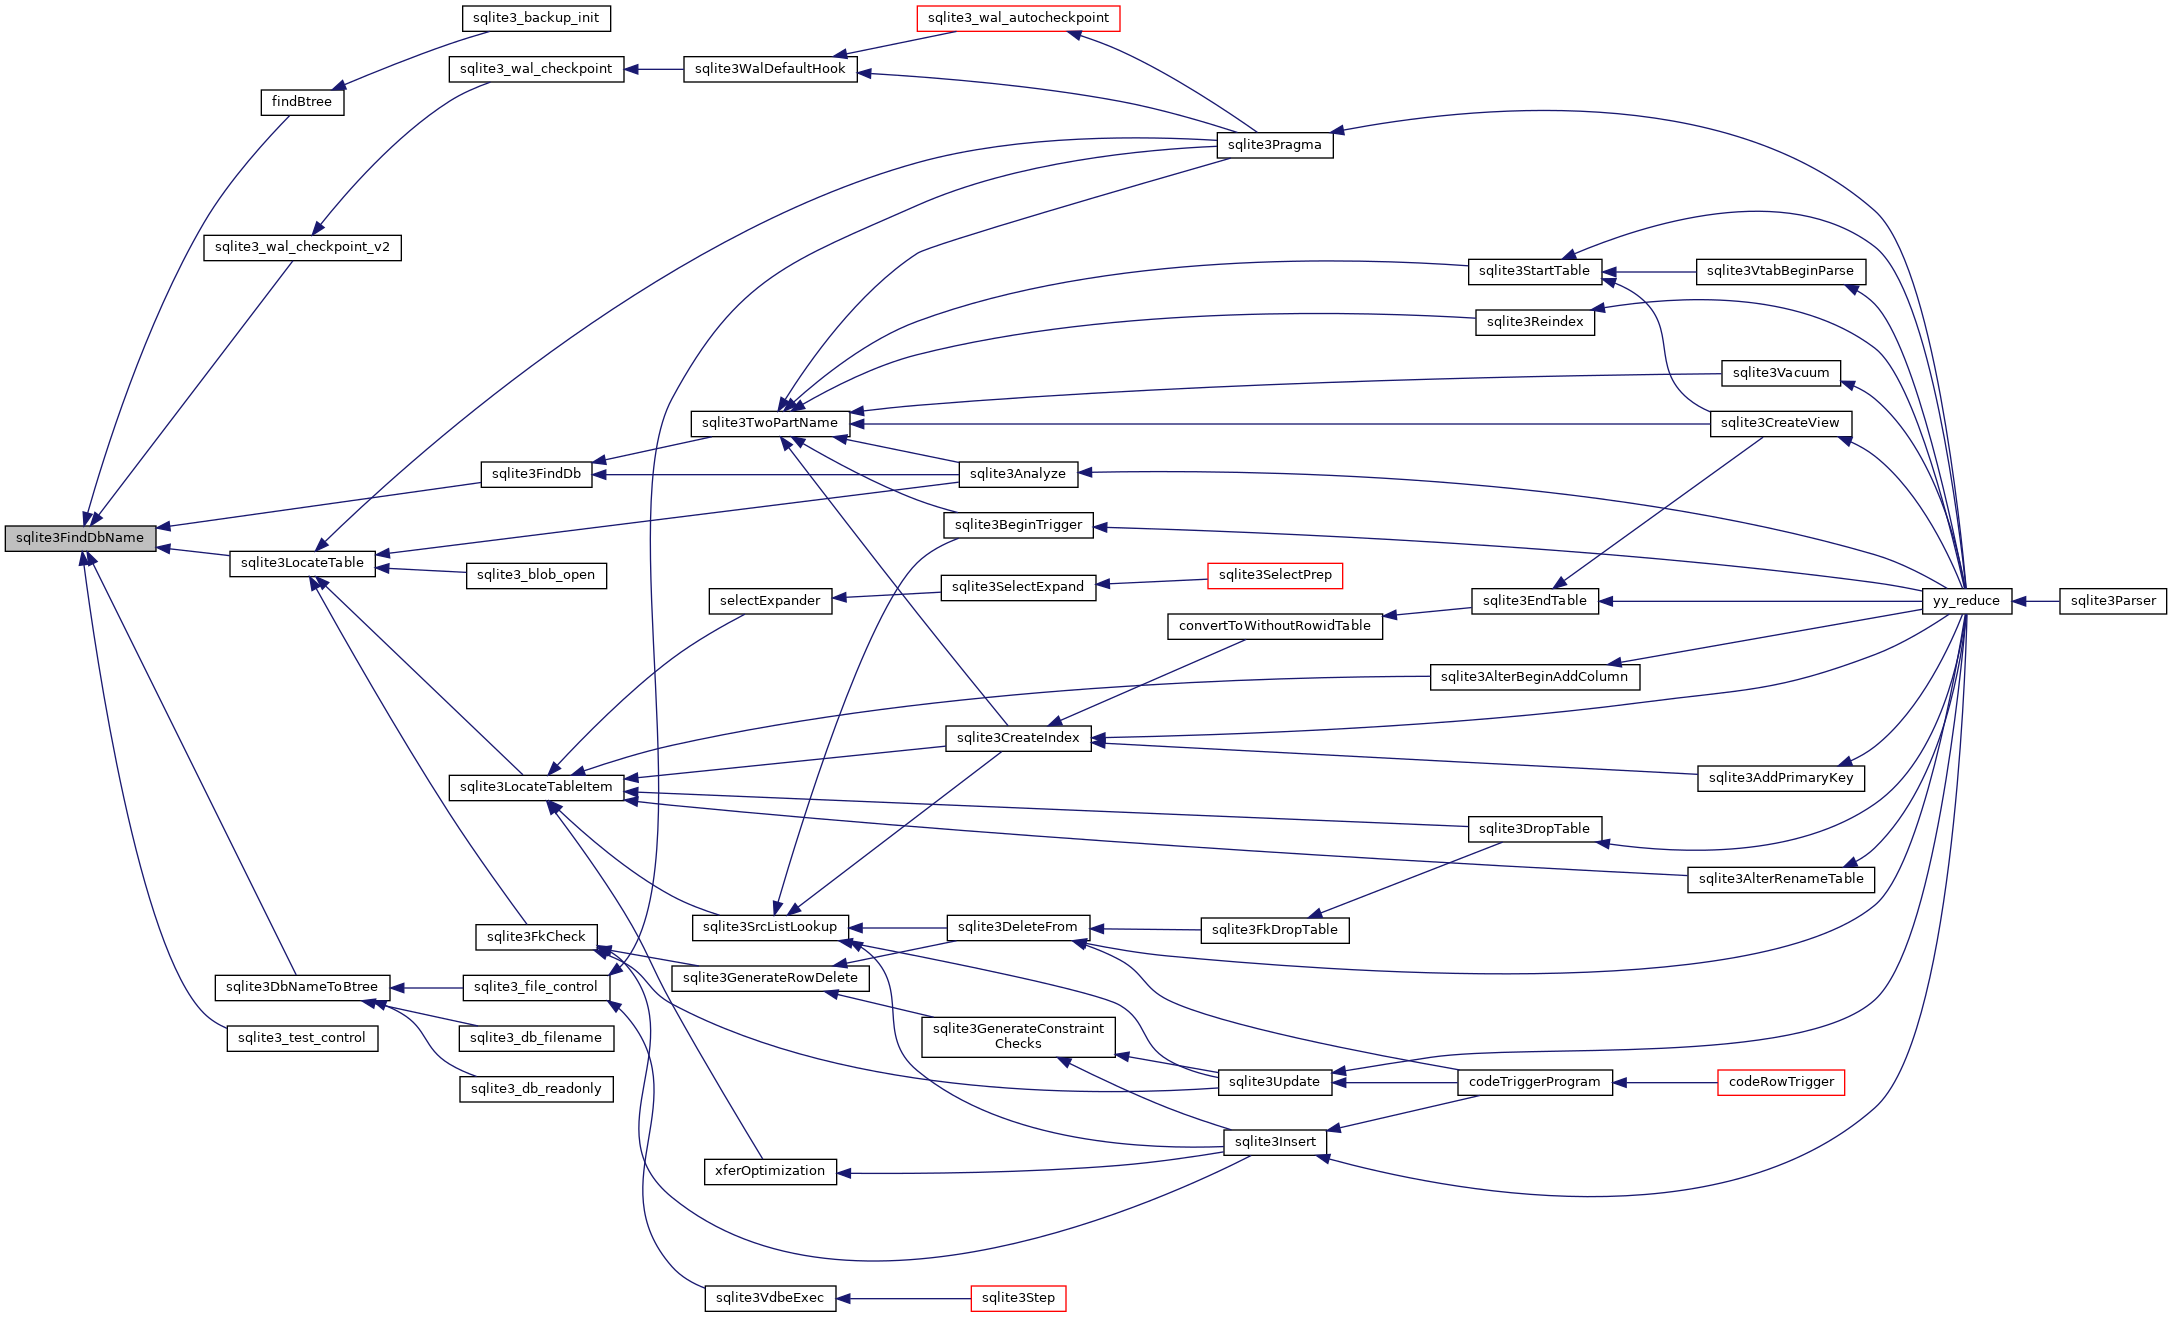 sqlite3_backup_init
sqlite3_wal_autocheckpoint
sqlite3_wal_checkpoint
sqlite3WalDefaultHook
findBtree
sqlite3Pragma
sqlite3_wal_checkpoint_v2
sqlite3StartTable
sqlite3VtabBeginParse
sqlite3Reindex
sqlite3Vacuum
sqlite3TwoPartName
sqlite3CreateView
sqlite3FindDb
sqlite3Analyze
sqlite3BeginTrigger
sqlite3FindDbName
sqlite3LocateTable
sqlite3_blob_open
sqlite3SelectPrep
sqlite3SelectExpand
selectExpander
sqlite3EndTable
yy_reduce
sqlite3Parser
convertToWithoutRowidTable
sqlite3AlterBeginAddColumn
sqlite3CreateIndex
sqlite3AddPrimaryKey
sqlite3LocateTableItem
sqlite3DropTable
sqlite3AlterRenameTable
sqlite3SrcListLookup
sqlite3DeleteFrom
sqlite3FkDropTable
sqlite3FkCheck
sqlite3GenerateRowDelete
sqlite3DbNameToBtree
sqlite3_file_control
sqlite3GenerateConstraint
Checks
sqlite3_test_control
sqlite3_db_filename
sqlite3Update
codeTriggerProgram
codeRowTrigger
sqlite3_db_readonly
sqlite3Insert
xferOptimization
sqlite3VdbeExec
sqlite3Step